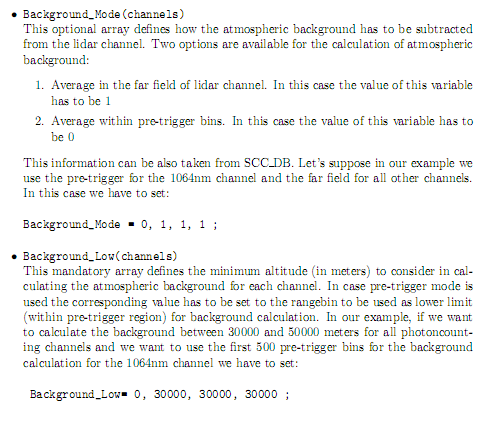 • Background_Mode(channels)
This optional array defines how the atmospheric background has to be subtracted
from the lidar channel. Two options are available for the calculation of atmospheric
background:
1. Average in the far field of lidar channel. In this case the value of this variable
has to be 1
2. Average within pre-trigger bins. In this case the value of this variable has to
be 0
This information can be also taken from SCC_DB. Let's suppose in our example we
use the pre-trigger for the 1064nm channel and the far field for all other channels.
In this case we have to set:
Background_Mode = 0, 1, 1, 1 ;
• Background_Low(channels)
This mandatory array defines the minimum altitude (in meters) to consider in cal-
culating the atmospheric background for each channel. In case pre-trigger mode is
used the corresponding value has to be set to the rangebin to be used as lower limit
(within pre-trigger region) for background calculation. In our example, if we want
to calculate the background between 30000 and 50000 meters for all photoncount-
ing channels and we want to use the first 500 pre-trigger bins for the background
calculation for the 1064nm channel we have to set:
Background_Low= 0, 30000, 30000, 30000 ;